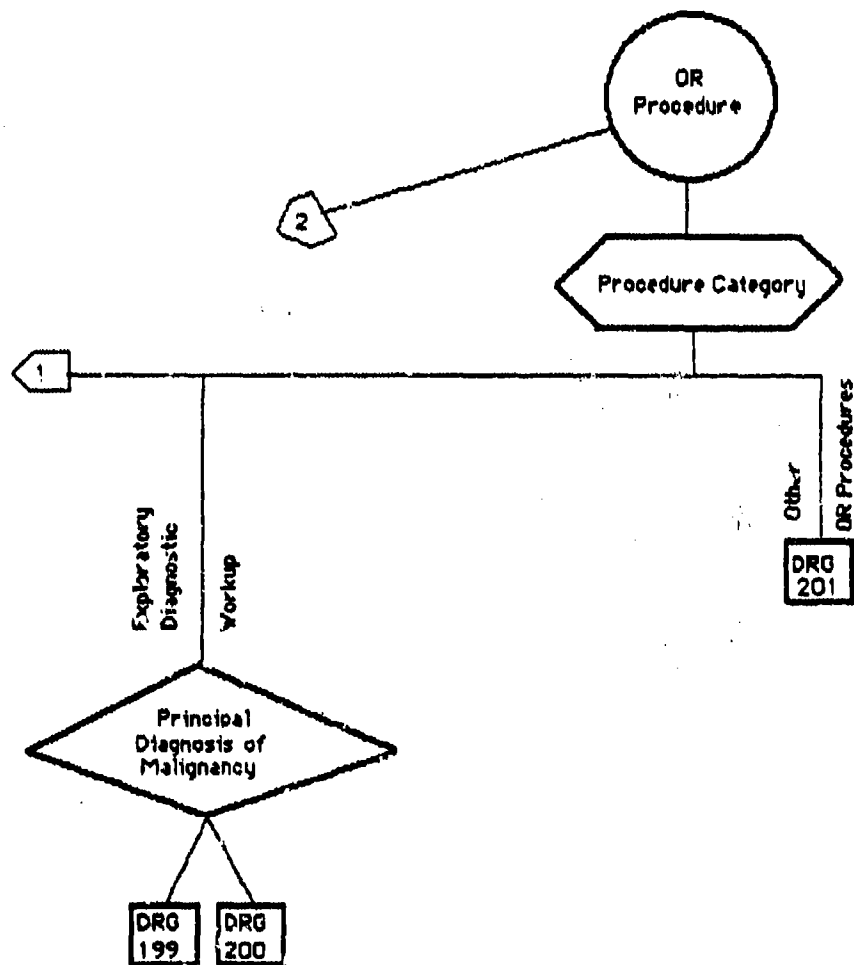 OR
Procedure
2
Procedure Category
1
Exploratory
Diagnostic
Workup
Other
OR Procedures
DRG
201
Principal
Diagnosis of
Malignancy
DRG
199
DRG
200